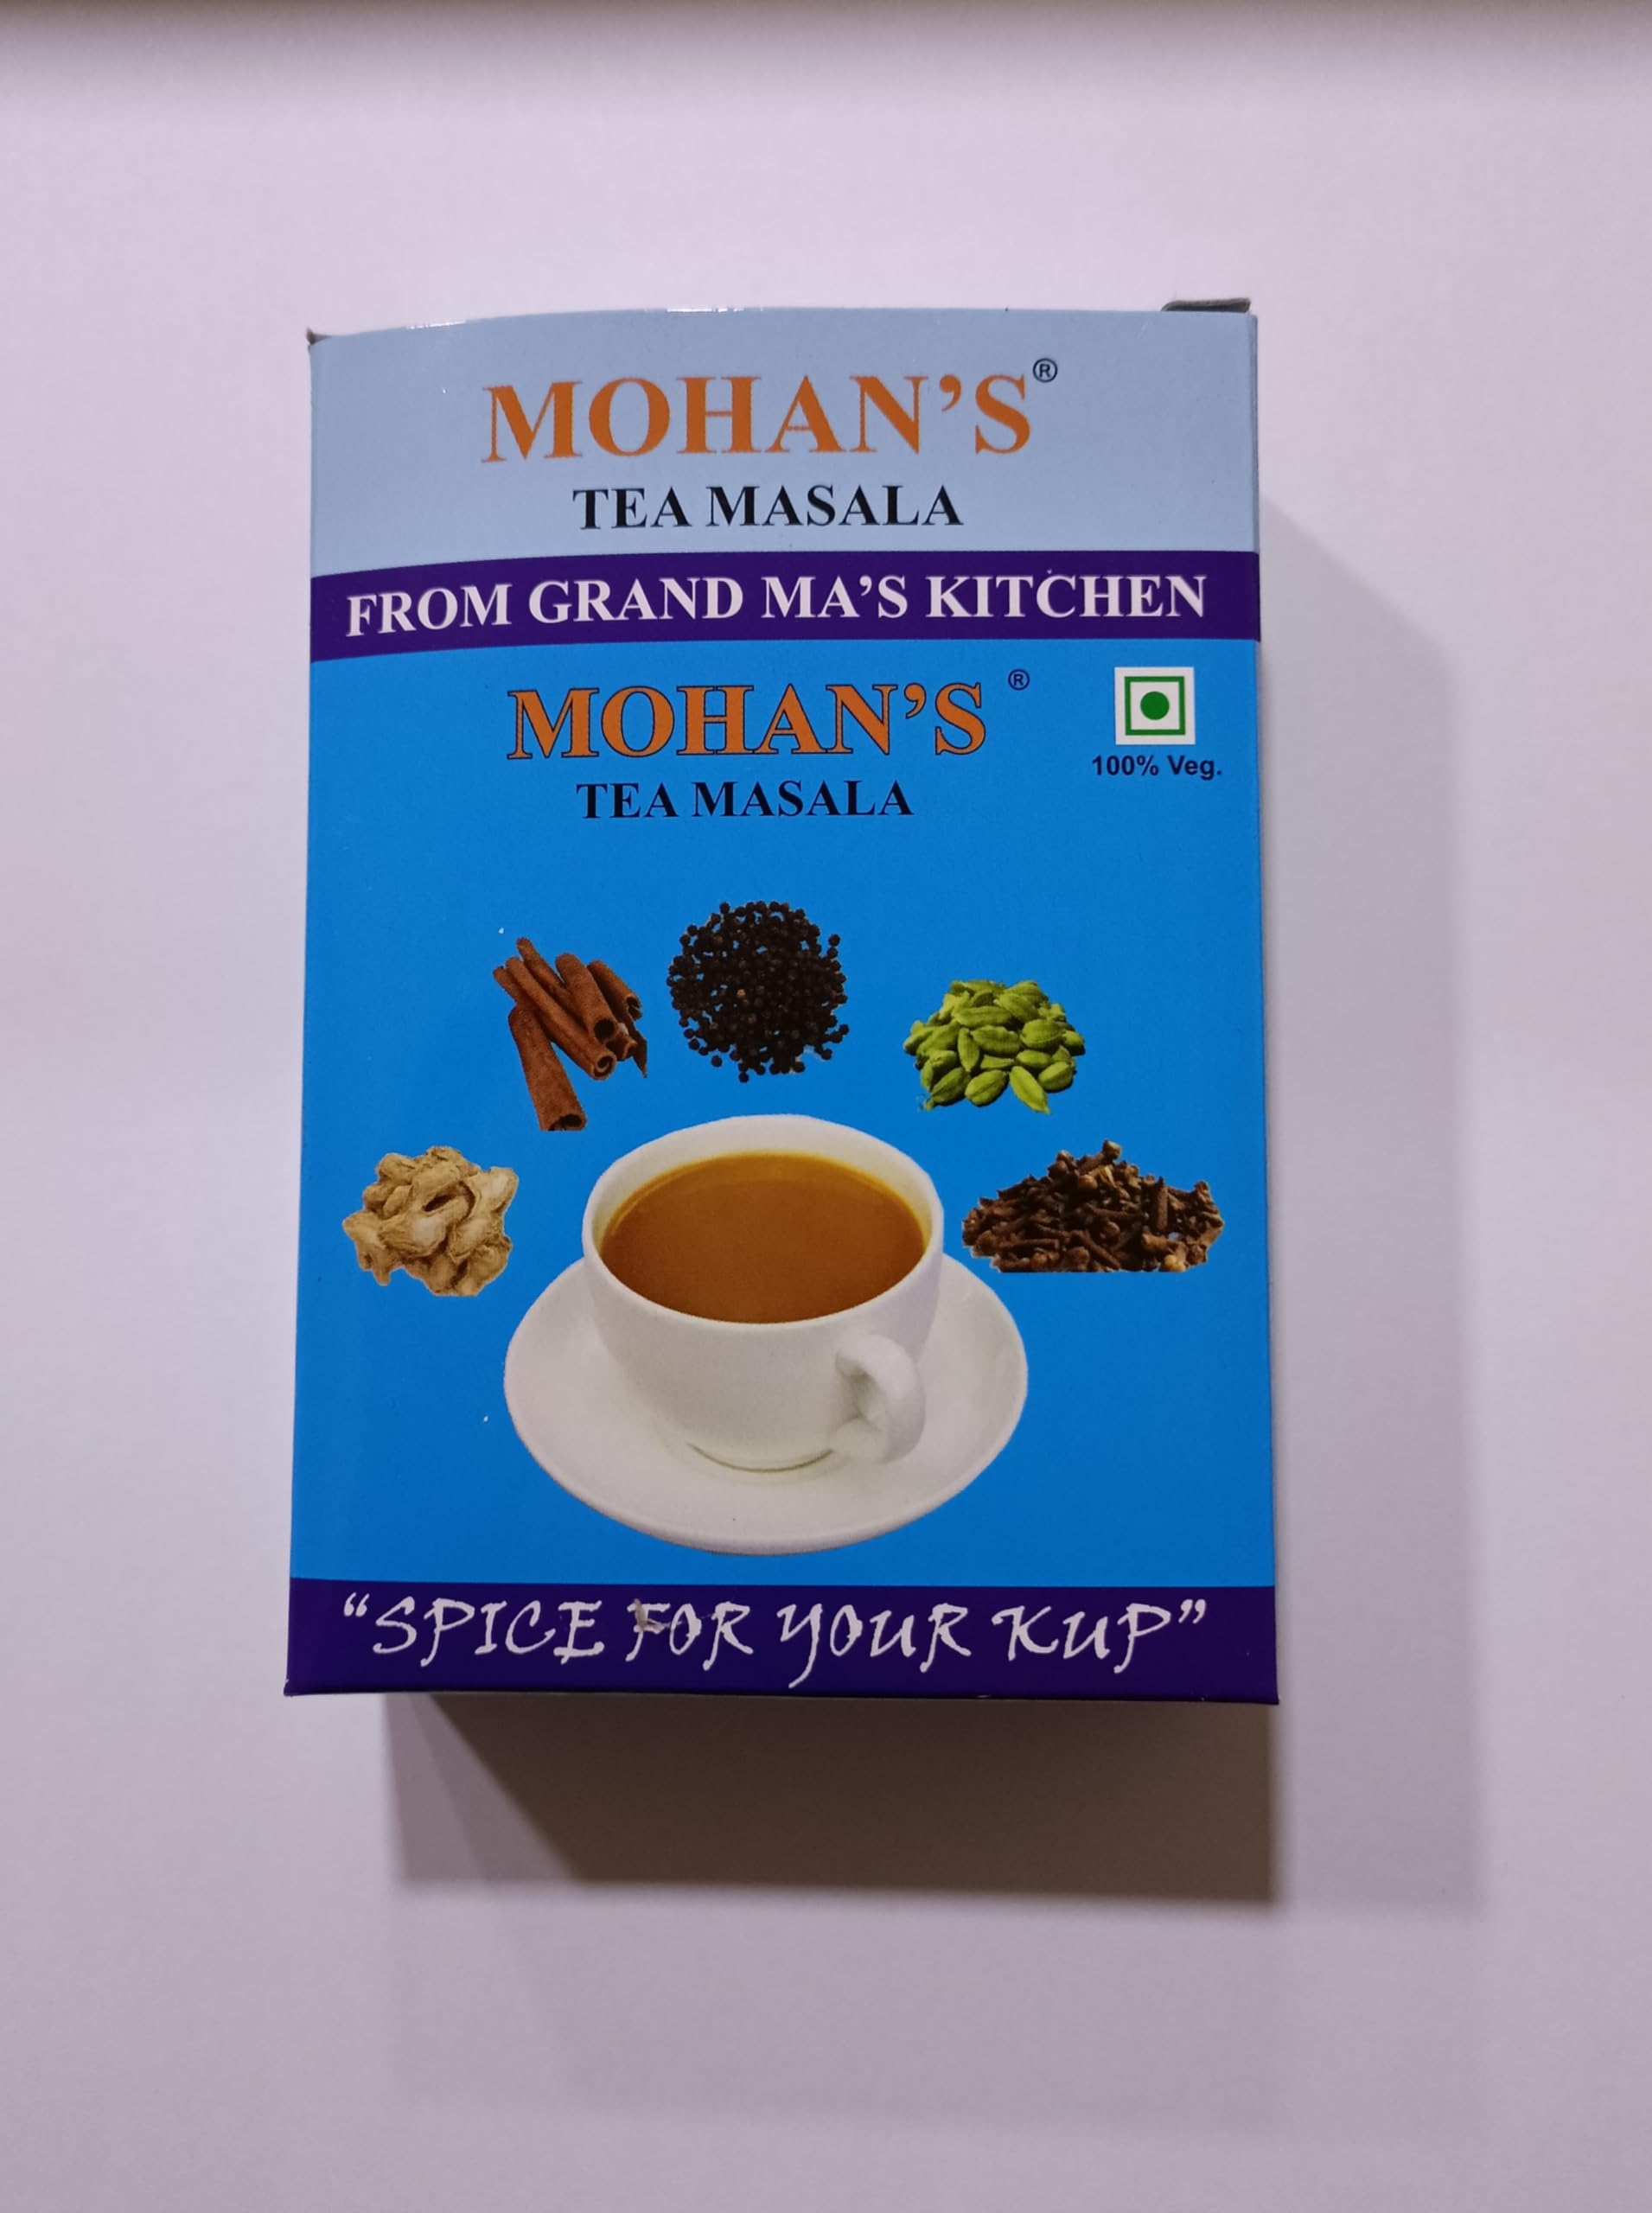 MOHAN'S®
TEA MASALA
FROM GRAND MA'S KITCHEN
MOHAN'S ®
TEA MASALA
100% Veg.
"SPICE FOR YOUR KUP"